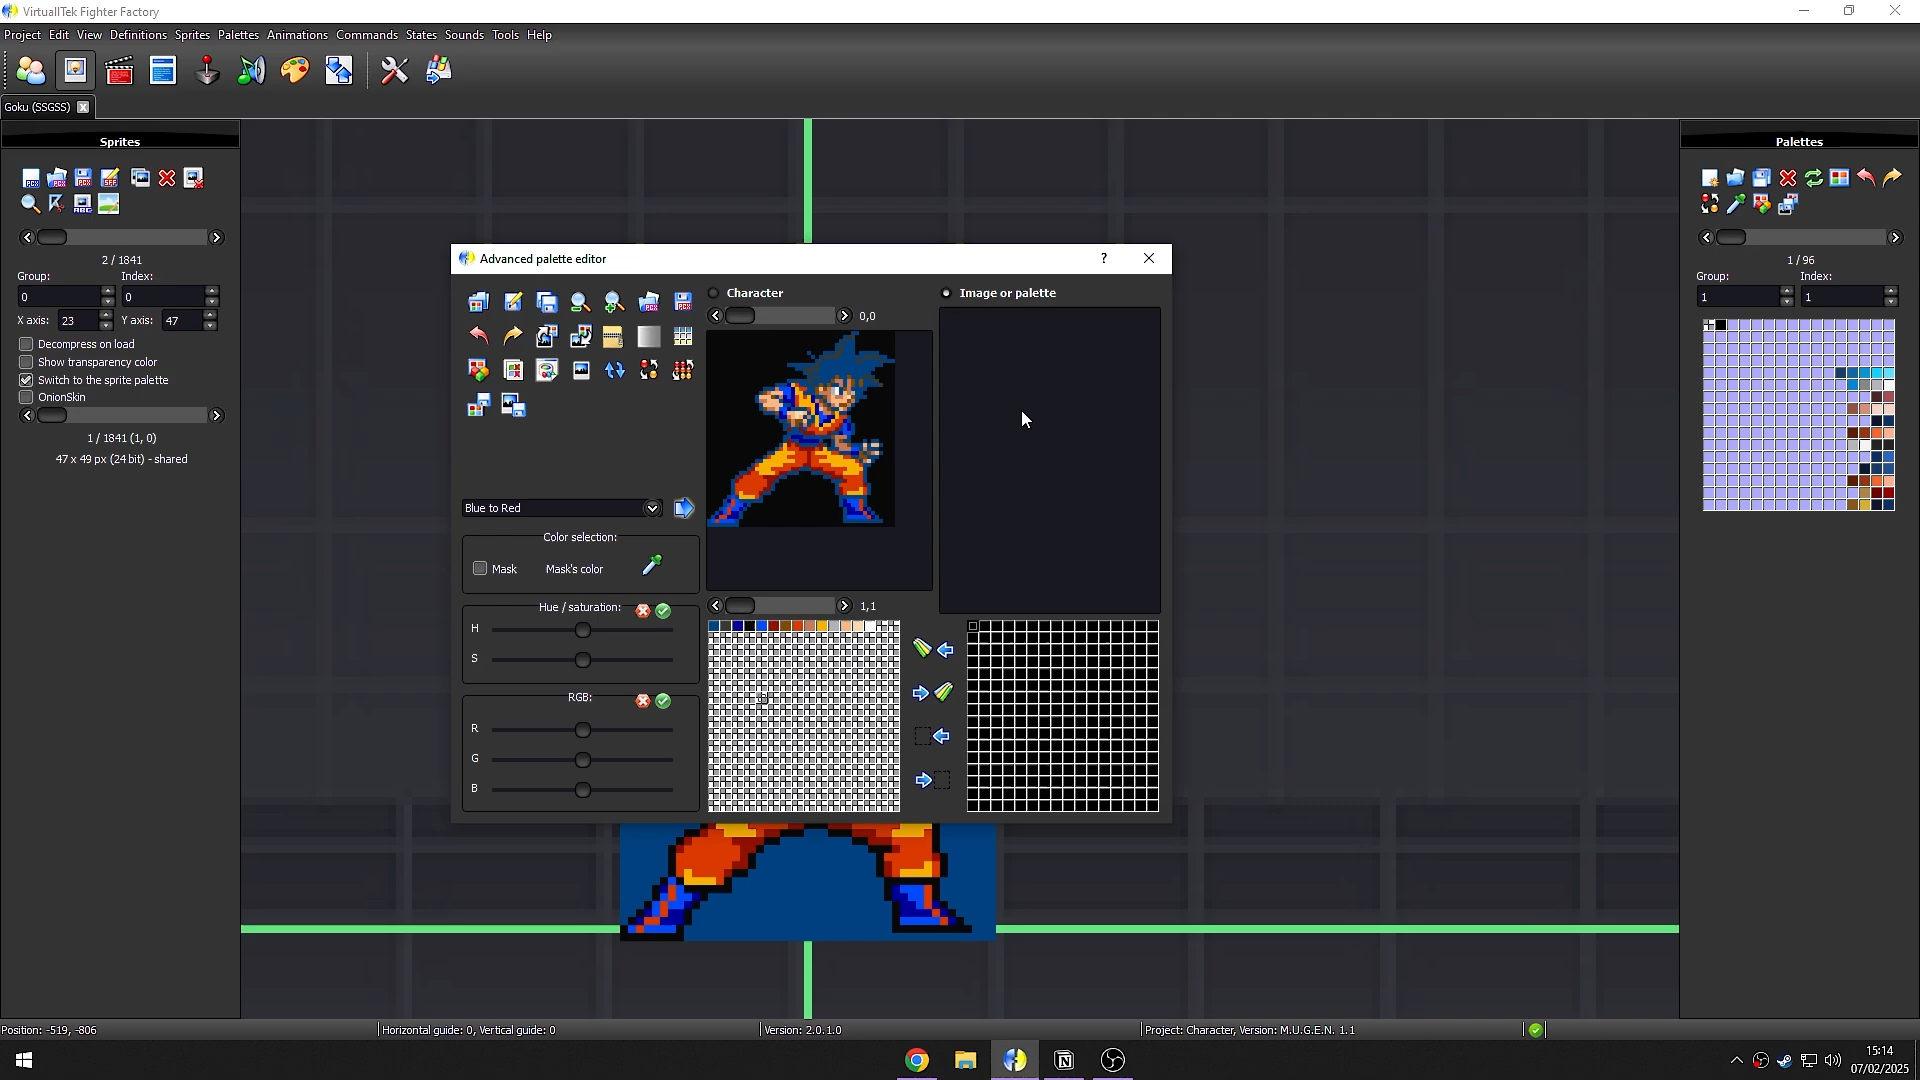 VirtuallTek Fighter Factory
Project Edit View Definitions Sprites Palettes Animations Commands States Sounds Tools Help
Goku (SSGSS)
Sprites
2 / 1841
Group: Index:
0 0
X axis: 23 Y axis: 47
Decompress on load
Show transparency color
Switch to the sprite palette
OnionSkin
1 / 1841 (1, 0)
47 x 49 px (24 bit) - shared
Advanced palette editor
?
Character
0,0
Image or palette
Blue to Red
Color selection:
Mask Mask's color
Hue / saturation:
H
S
RGB:
R
G
B
1,1
Palettes
1 / 96
Group: Index:
1 1
Position: -519, -806
Horizontal guide: 0, Vertical guide: 0
Version: 2.0.1.0
Project: Character, Version: M.U.G.E.N. 1.1
15:14
07/02/2025